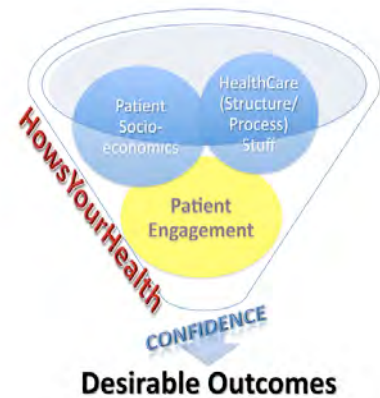 Patient
Socio-
economics
HealthCare
(Structure/
Process)
Stuff
HowsYourHealth
Patient
Engagement
CONFIDENCE
Desirable Outcomes